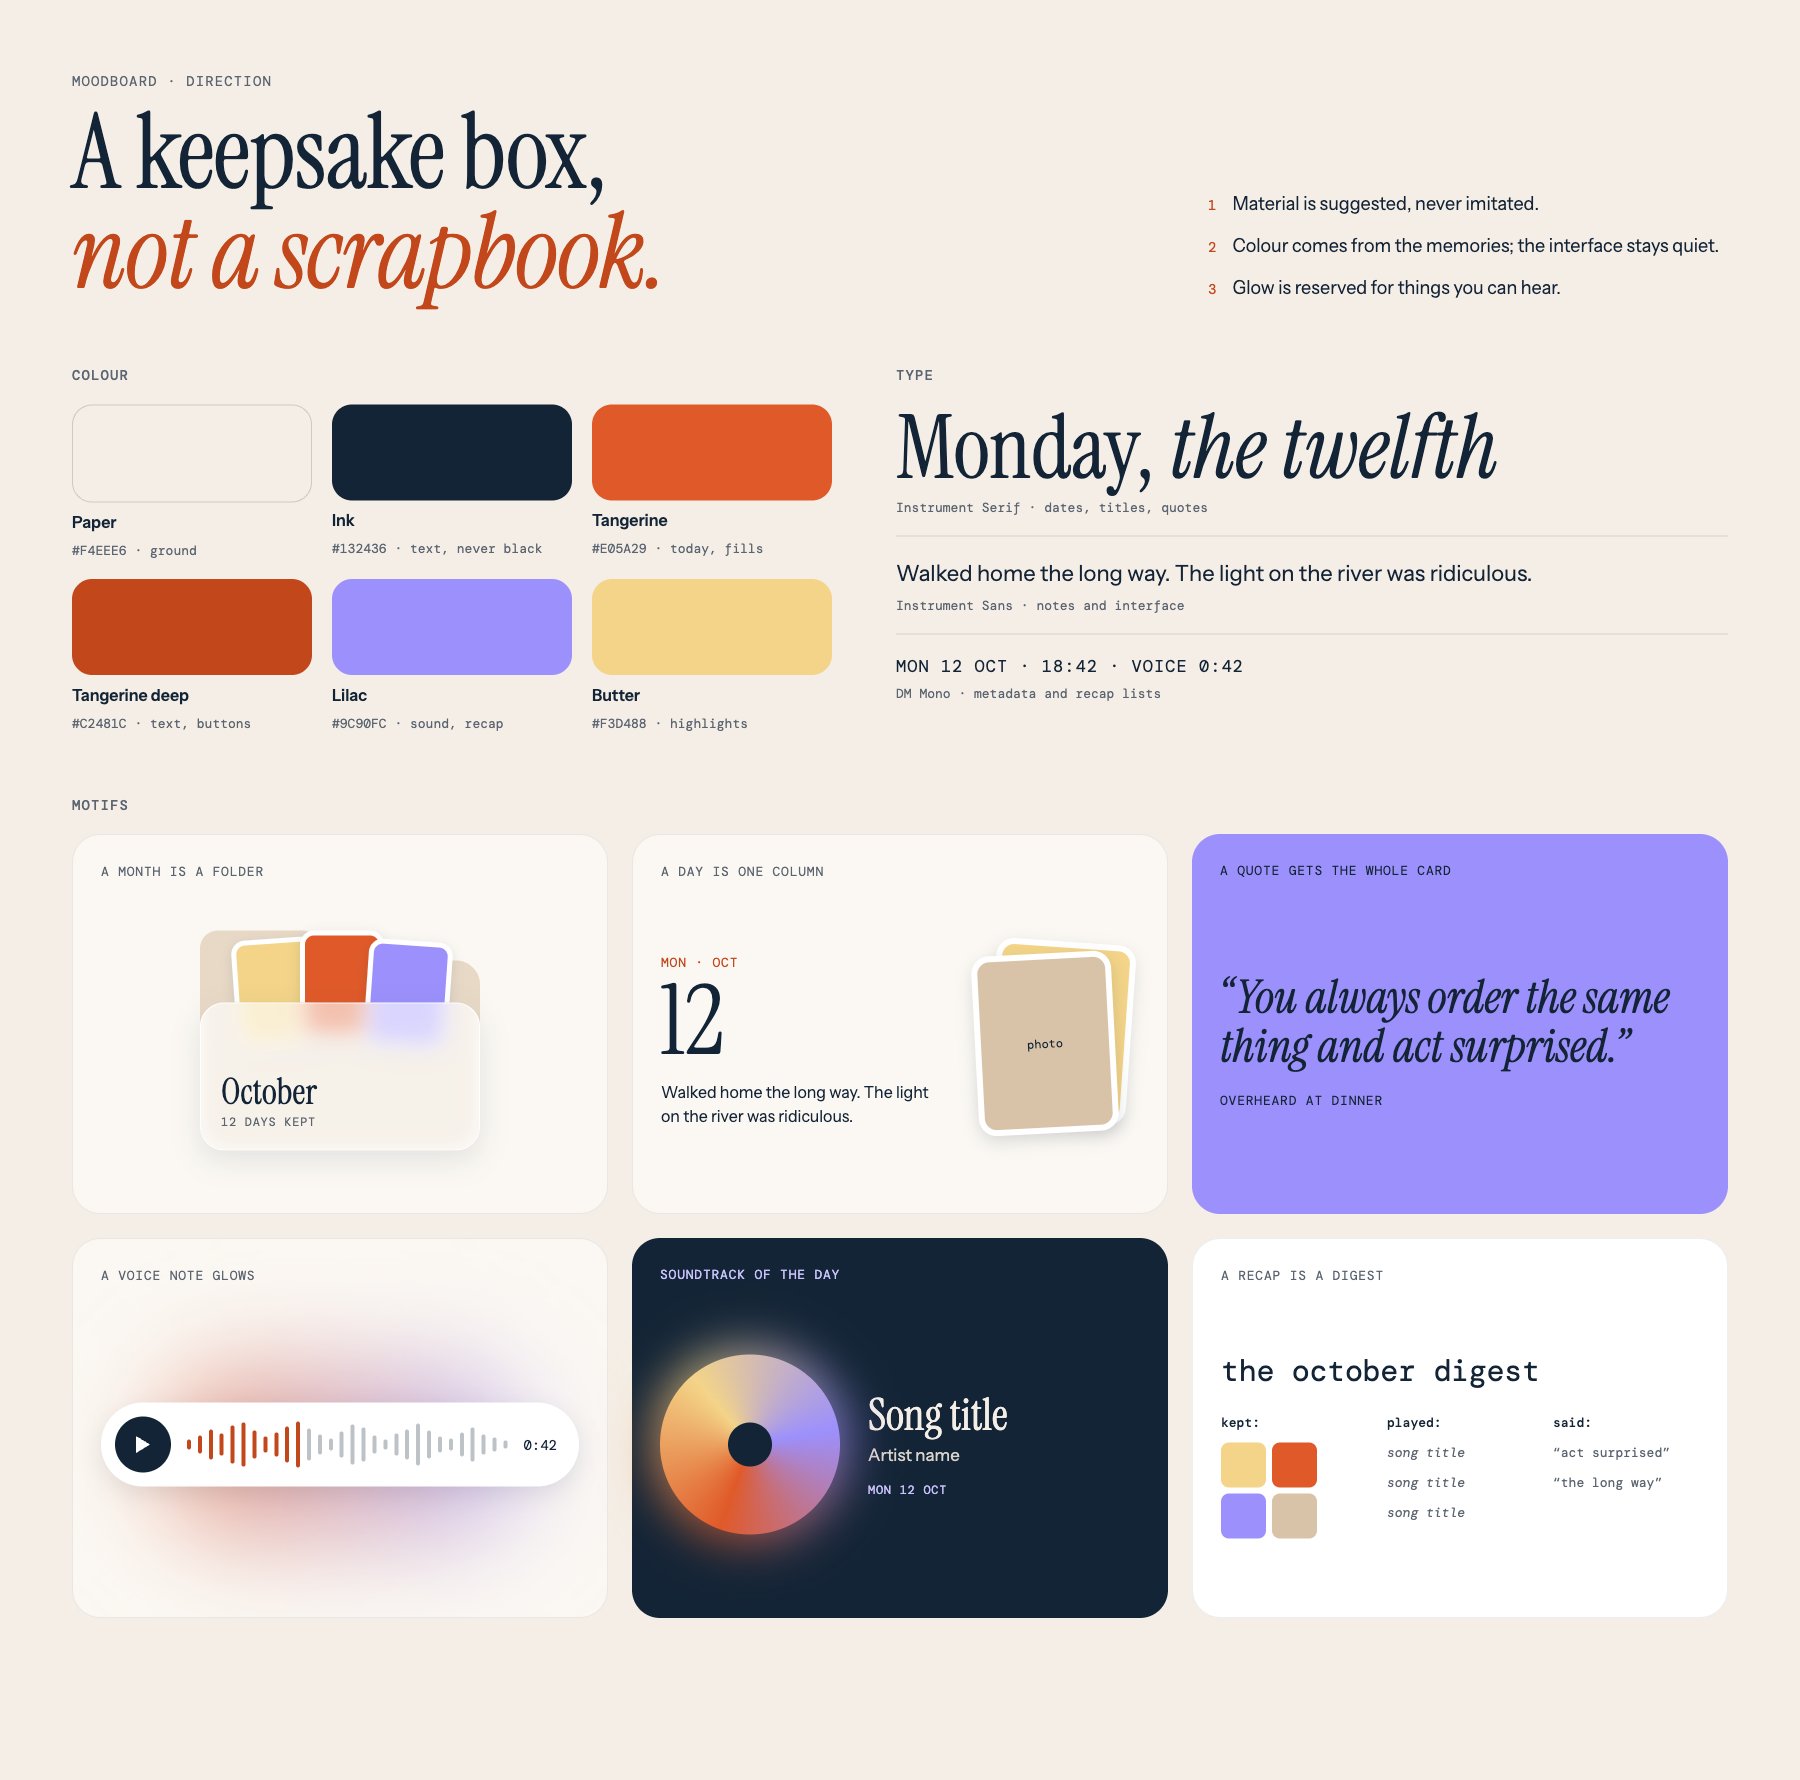 MOODBOARD · DIRECTION
A keepsake box,
not a scrapbook.
1 Material is suggested, never imitated.
2 Colour comes from the memories; the interface stays quiet.
3 Glow is reserved for things you can hear.
COLOUR
Paper
#F4EEE6 · ground
Ink
#132436 · text, never black
Tangerine
#E05A29 · today, fills
Tangerine deep
#C2481C · text, buttons
Lilac
#9C90FC · sound, recap
Butter
#F3D488 · highlights
TYPE
Monday, the twelfth
Instrument Serif · dates, titles, quotes
Walked home the long way. The light on the river was ridiculous.
Instrument Sans · notes and interface
MON 12 OCT · 18:42 · VOICE 0:42
DM Mono · metadata and recap lists
MOTIFS
A MONTH IS A FOLDER
October
12 DAYS KEPT
A DAY IS ONE COLUMN
MON · OCT
12
Walked home the long way. The light
on the river was ridiculous.
photo
A QUOTE GETS THE WHOLE CARD
“You always order the same
thing and act surprised.”
OVERHEARD AT DINNER
A VOICE NOTE GLOWS
0:42
SOUNDTRACK OF THE DAY
Song title
Artist name
MON 12 OCT
A RECAP IS A DIGEST
the october digest
kept:
played:
song title
song title
song title
said:
“act surprised”
“the long way”